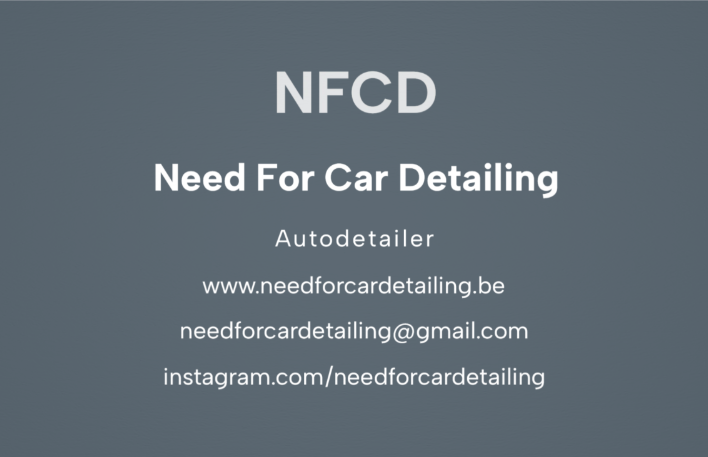 NFCD
Need For Car Detailing
Autodetailer
www.needforcardetailing.be
needforcardetailing@gmail.com
instagram.com/needforcardetailing